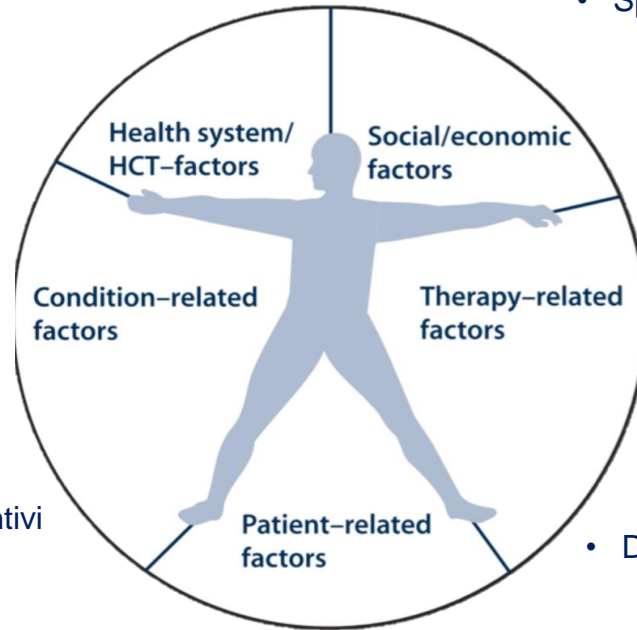 Health system/
HCT–factors
Social/economic
factors
Condition–related
factors
Therapy–related
factors
Patient–related
factors